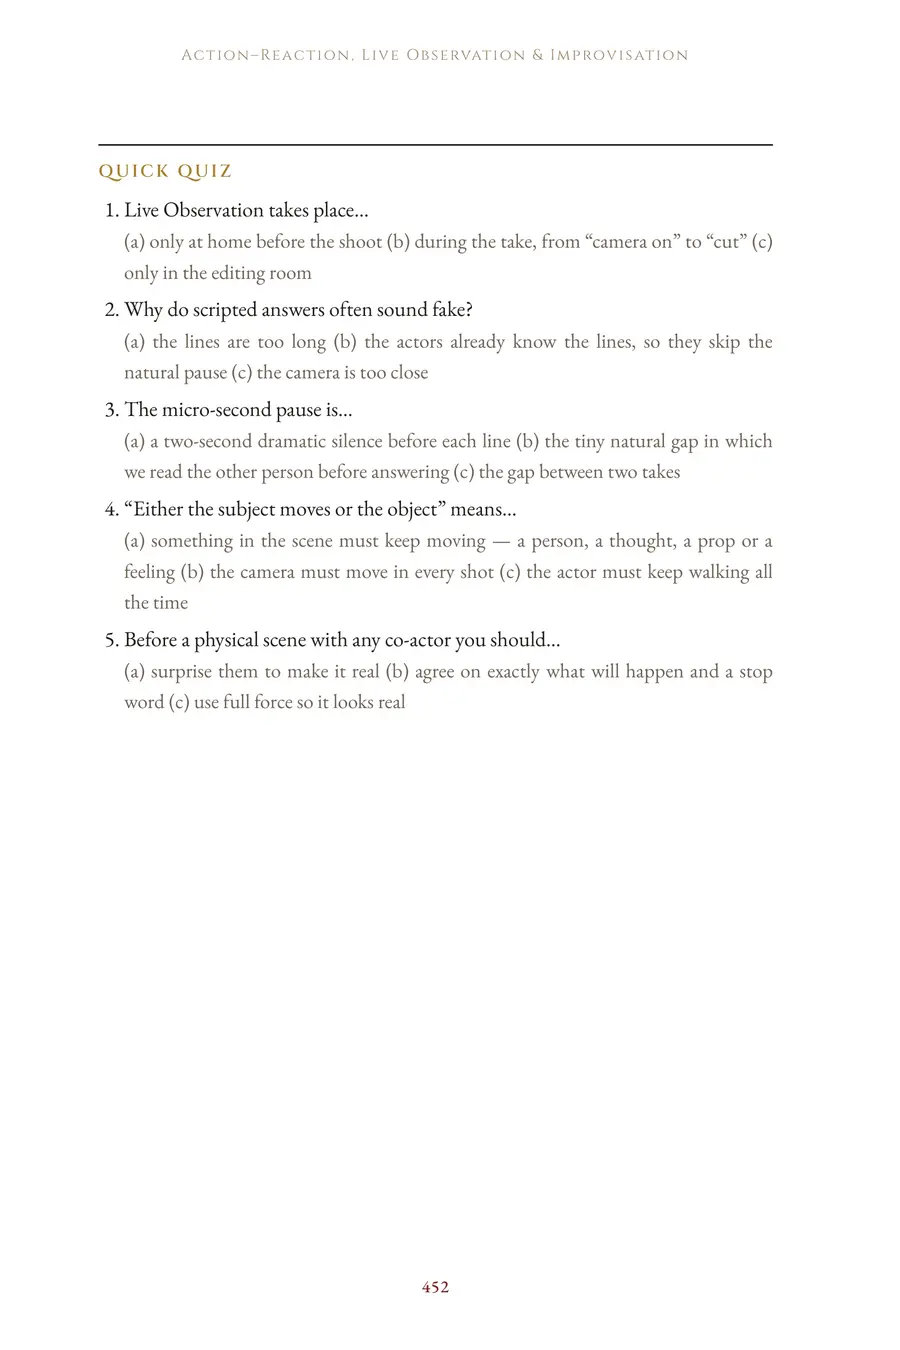 Action–Reaction, Live Observation & Improvisation
QUICK QUIZ
1. Live Observation takes place…
(a) only at home before the shoot (b) during the take, from “camera on” to “cut” (c)
only in the editing room
2. Why do scripted answers often sound fake?
(a) the lines are too long (b) the actors already know the lines, so they skip the
natural pause (c) the camera is too close
3. The micro-second pause is…
(a) a two-second dramatic silence before each line (b) the tiny natural gap in which
we read the other person before answering (c) the gap between two takes
4. “Either the subject moves or the object” means…
(a) something in the scene must keep moving — a person, a thought, a prop or a
feeling (b) the camera must move in every shot (c) the actor must keep walking all
the time
5. Before a physical scene with any co-actor you should…
(a) surprise them to make it real (b) agree on exactly what will happen and a stop
word (c) use full force so it looks real
452